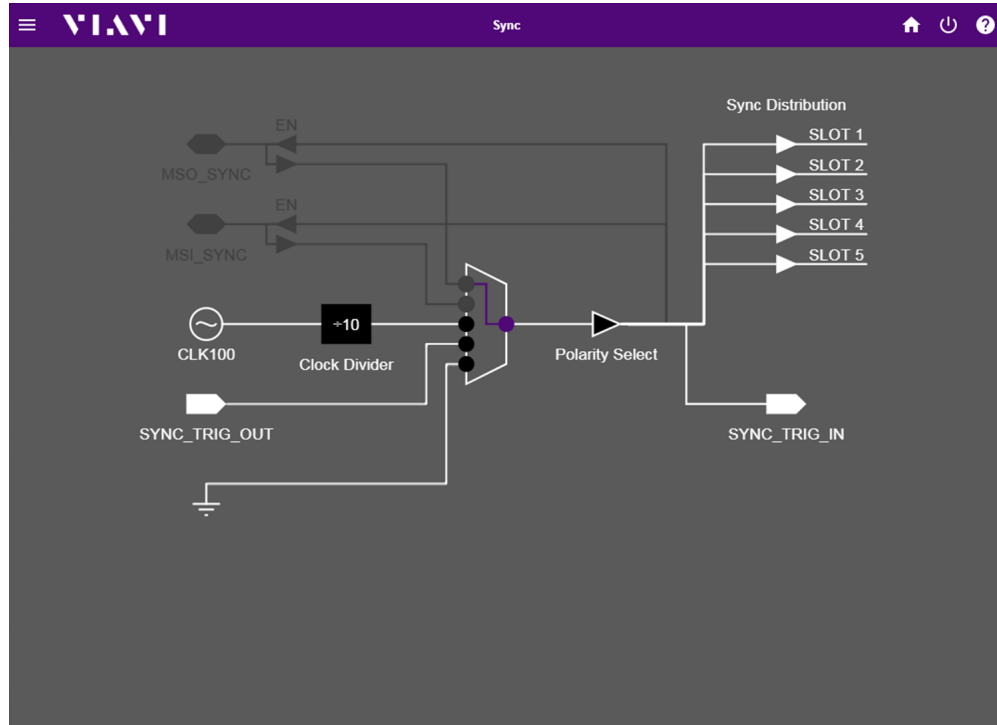 VIAVI
Sync
?
Sync Distribution
EN
SLOT 1
MSO_SYNC
SLOT 2
SLOT 3
EN
SLOT 4
MSI_SYNC
SLOT 5
÷10
CLK100
Clock Divider
Polarity Select
SYNC_TRIG_OUT
SYNC_TRIG_IN